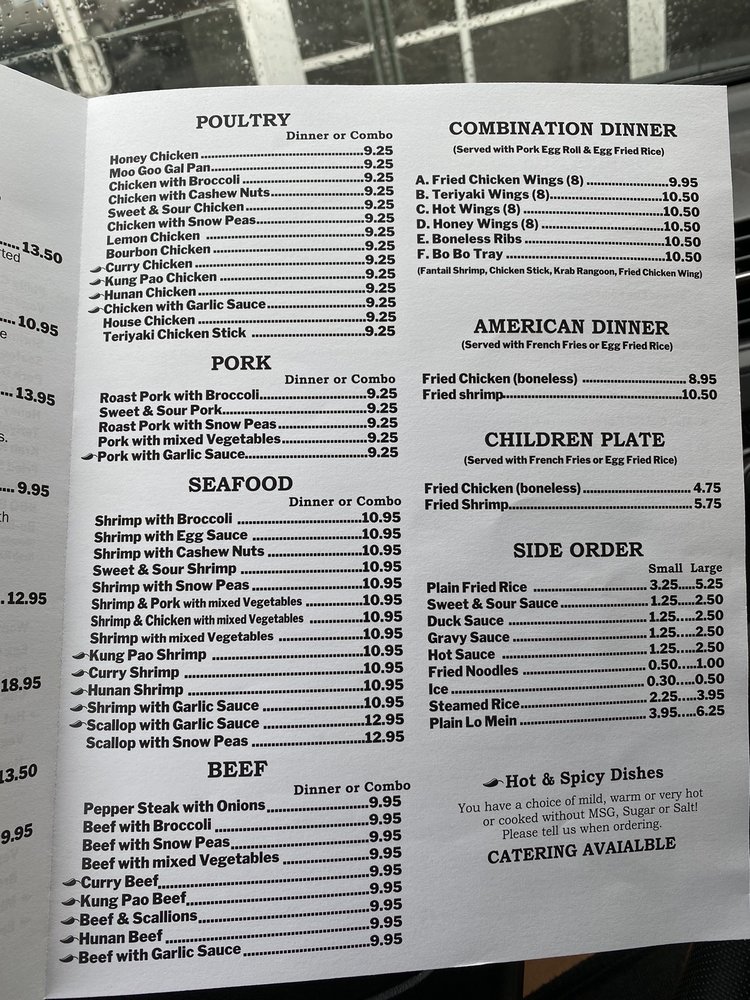 13.50
10.95
13.95
9.95
12.95
18.95
13.50
9.95
POULTRY
Dinner or Combo
Honey Chicken 9.25
Moo Goo Gal Pan 9.25
Chicken with Broccoli 9.25
Chicken with Cashew Nuts 9.25
Sweet & Sour Chicken 9.25
Chicken with Snow Peas 9.25
Lemon Chicken 9.25
Bourbon Chicken 9.25
Curry Chicken 9.25
Kung Pao Chicken 9.25
Hunan Chicken 9.25
Chicken with Garlic Sauce 9.25
House Chicken 9.25
Teriyaki Chicken Stick 9.25
PORK
Dinner or Combo
Roast Pork with Broccoli 9.25
Sweet & Sour Pork 9.25
Roast Pork with Snow Peas 9.25
Pork with mixed Vegetables 9.25
Pork with Garlic Sauce 9.25
SEAFOOD
Dinner or Combo
Shrimp with Broccoli 10.95
Shrimp with Egg Sauce 10.95
Shrimp with Cashew Nuts 10.95
Sweet & Sour Shrimp 10.95
Shrimp with Snow Peas 10.95
Shrimp & Pork with mixed Vegetables 10.95
Shrimp & Chicken with mixed Vegetables 10.95
Shrimp with mixed Vegetables 10.95
Kung Pao Shrimp 10.95
Curry Shrimp 10.95
Hunan Shrimp 10.95
Shrimp with Garlic Sauce 10.95
Scallop with Garlic Sauce 12.95
Scallop with Snow Peas 12.95
BEEF
Dinner or Combo
Pepper Steak with Onions 9.95
Beef with Broccoli 9.95
Beef with Snow Peas 9.95
Beef with mixed Vegetables 9.95
Curry Beef 9.95
Kung Pao Beef 9.95
Beef & Scallions 9.95
Hunan Beef 9.95
Beef with Garlic Sauce 9.95
COMBINATION DINNER
(Served with Pork Egg Roll & Egg Fried Rice)
A. Fried Chicken Wings (8) 9.95
B. Teriyaki Wings (8) 10.50
C. Hot Wings (8) 10.50
D. Honey Wings (8) 10.50
E. Boneless Ribs 10.50
F. Bo Bo Tray 10.50
(Fantail Shrimp, Chicken Stick, Krab Rangoon, Fried Chicken Wing)
AMERICAN DINNER
(Served with French Fries or Egg Fried Rice)
Fried Chicken (boneless) 8.95
Fried shrimp 10.50
CHILDREN PLATE
(Served with French Fries or Egg Fried Rice)
Fried Chicken (boneless) 4.75
Fried Shrimp 5.75
SIDE ORDER
Small Large
Plain Fried Rice 3.25 5.25
Sweet & Sour Sauce 1.25 2.50
Duck Sauce 1.25 2.50
Gravy Sauce 1.25 2.50
Hot Sauce 1.25 2.50
Fried Noodles 0.50 1.00
Ice 0.30 0.50
Steamed Rice 2.25 3.95
Plain Lo Mein 3.95 6.25
Hot & Spicy Dishes
You have a choice of mild, warm or very hot
or cooked without MSG, Sugar or Salt!
Please tell us when ordering.
CATERING AVAIALBLE